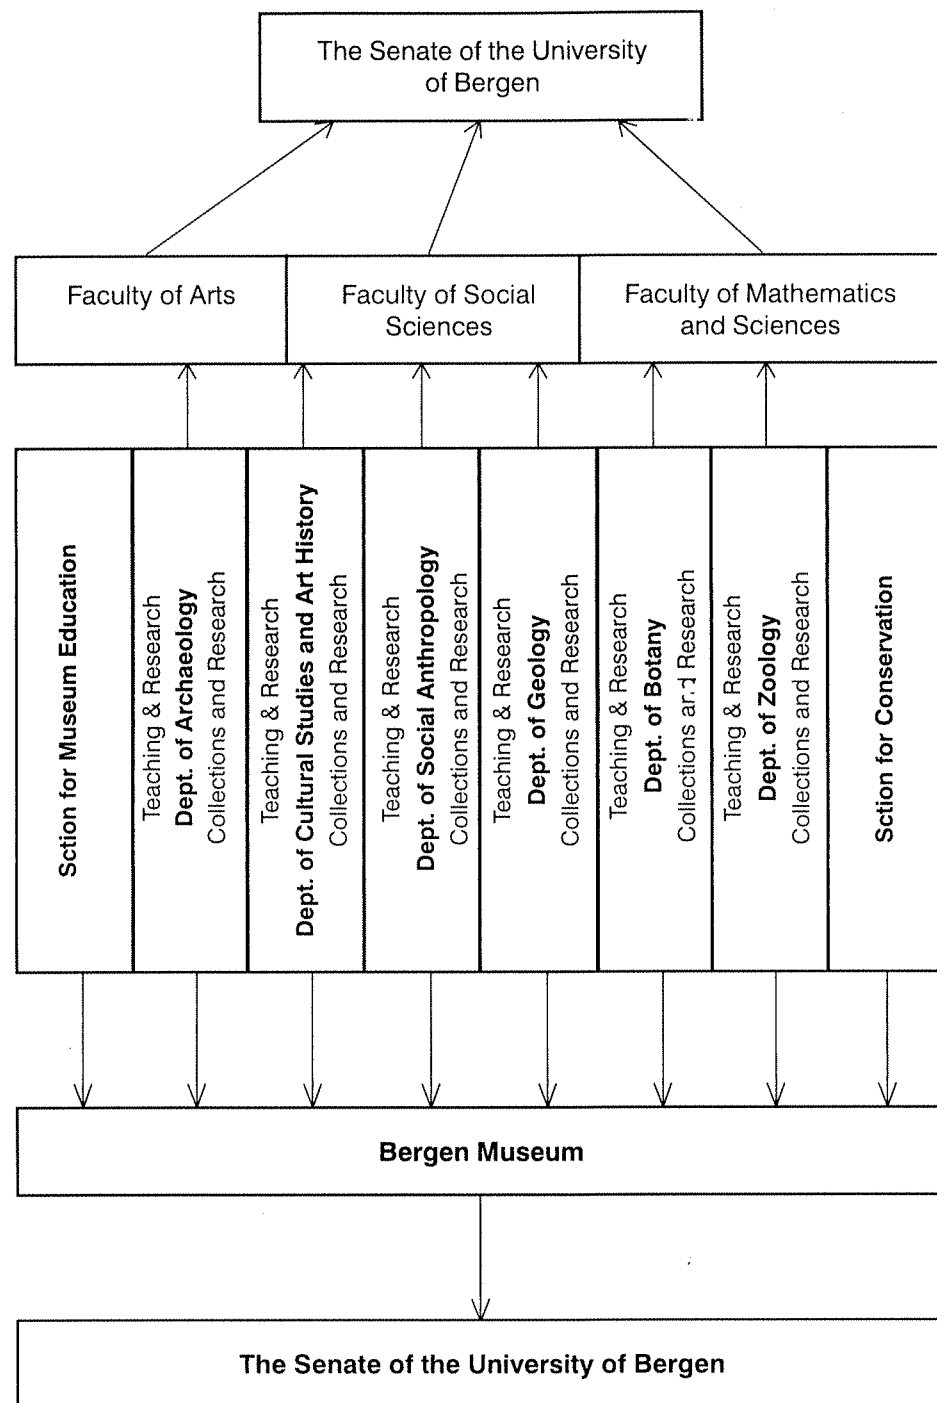 The Senate of the University
of Bergen
Faculty of Arts
Faculty of Social
Sciences
Faculty of Mathematics
and Sciences
Sction for Museum Education
Teaching & Research
Dept. of Archaeology
Collections and Research
Teaching & Research
Dept. of Cultural Studies and Art History
Collections and Research
Teaching & Research
Dept. of Social Anthropology
Collections and Research
Teaching & Research
Dept. of Geology
Collections and Research
Teaching & Research
Dept. of Botany
Collections and Research
Teaching & Research
Dept. of Zoology
Collections and Research
Sction for Conservation
Bergen Museum
The Senate of the University of Bergen